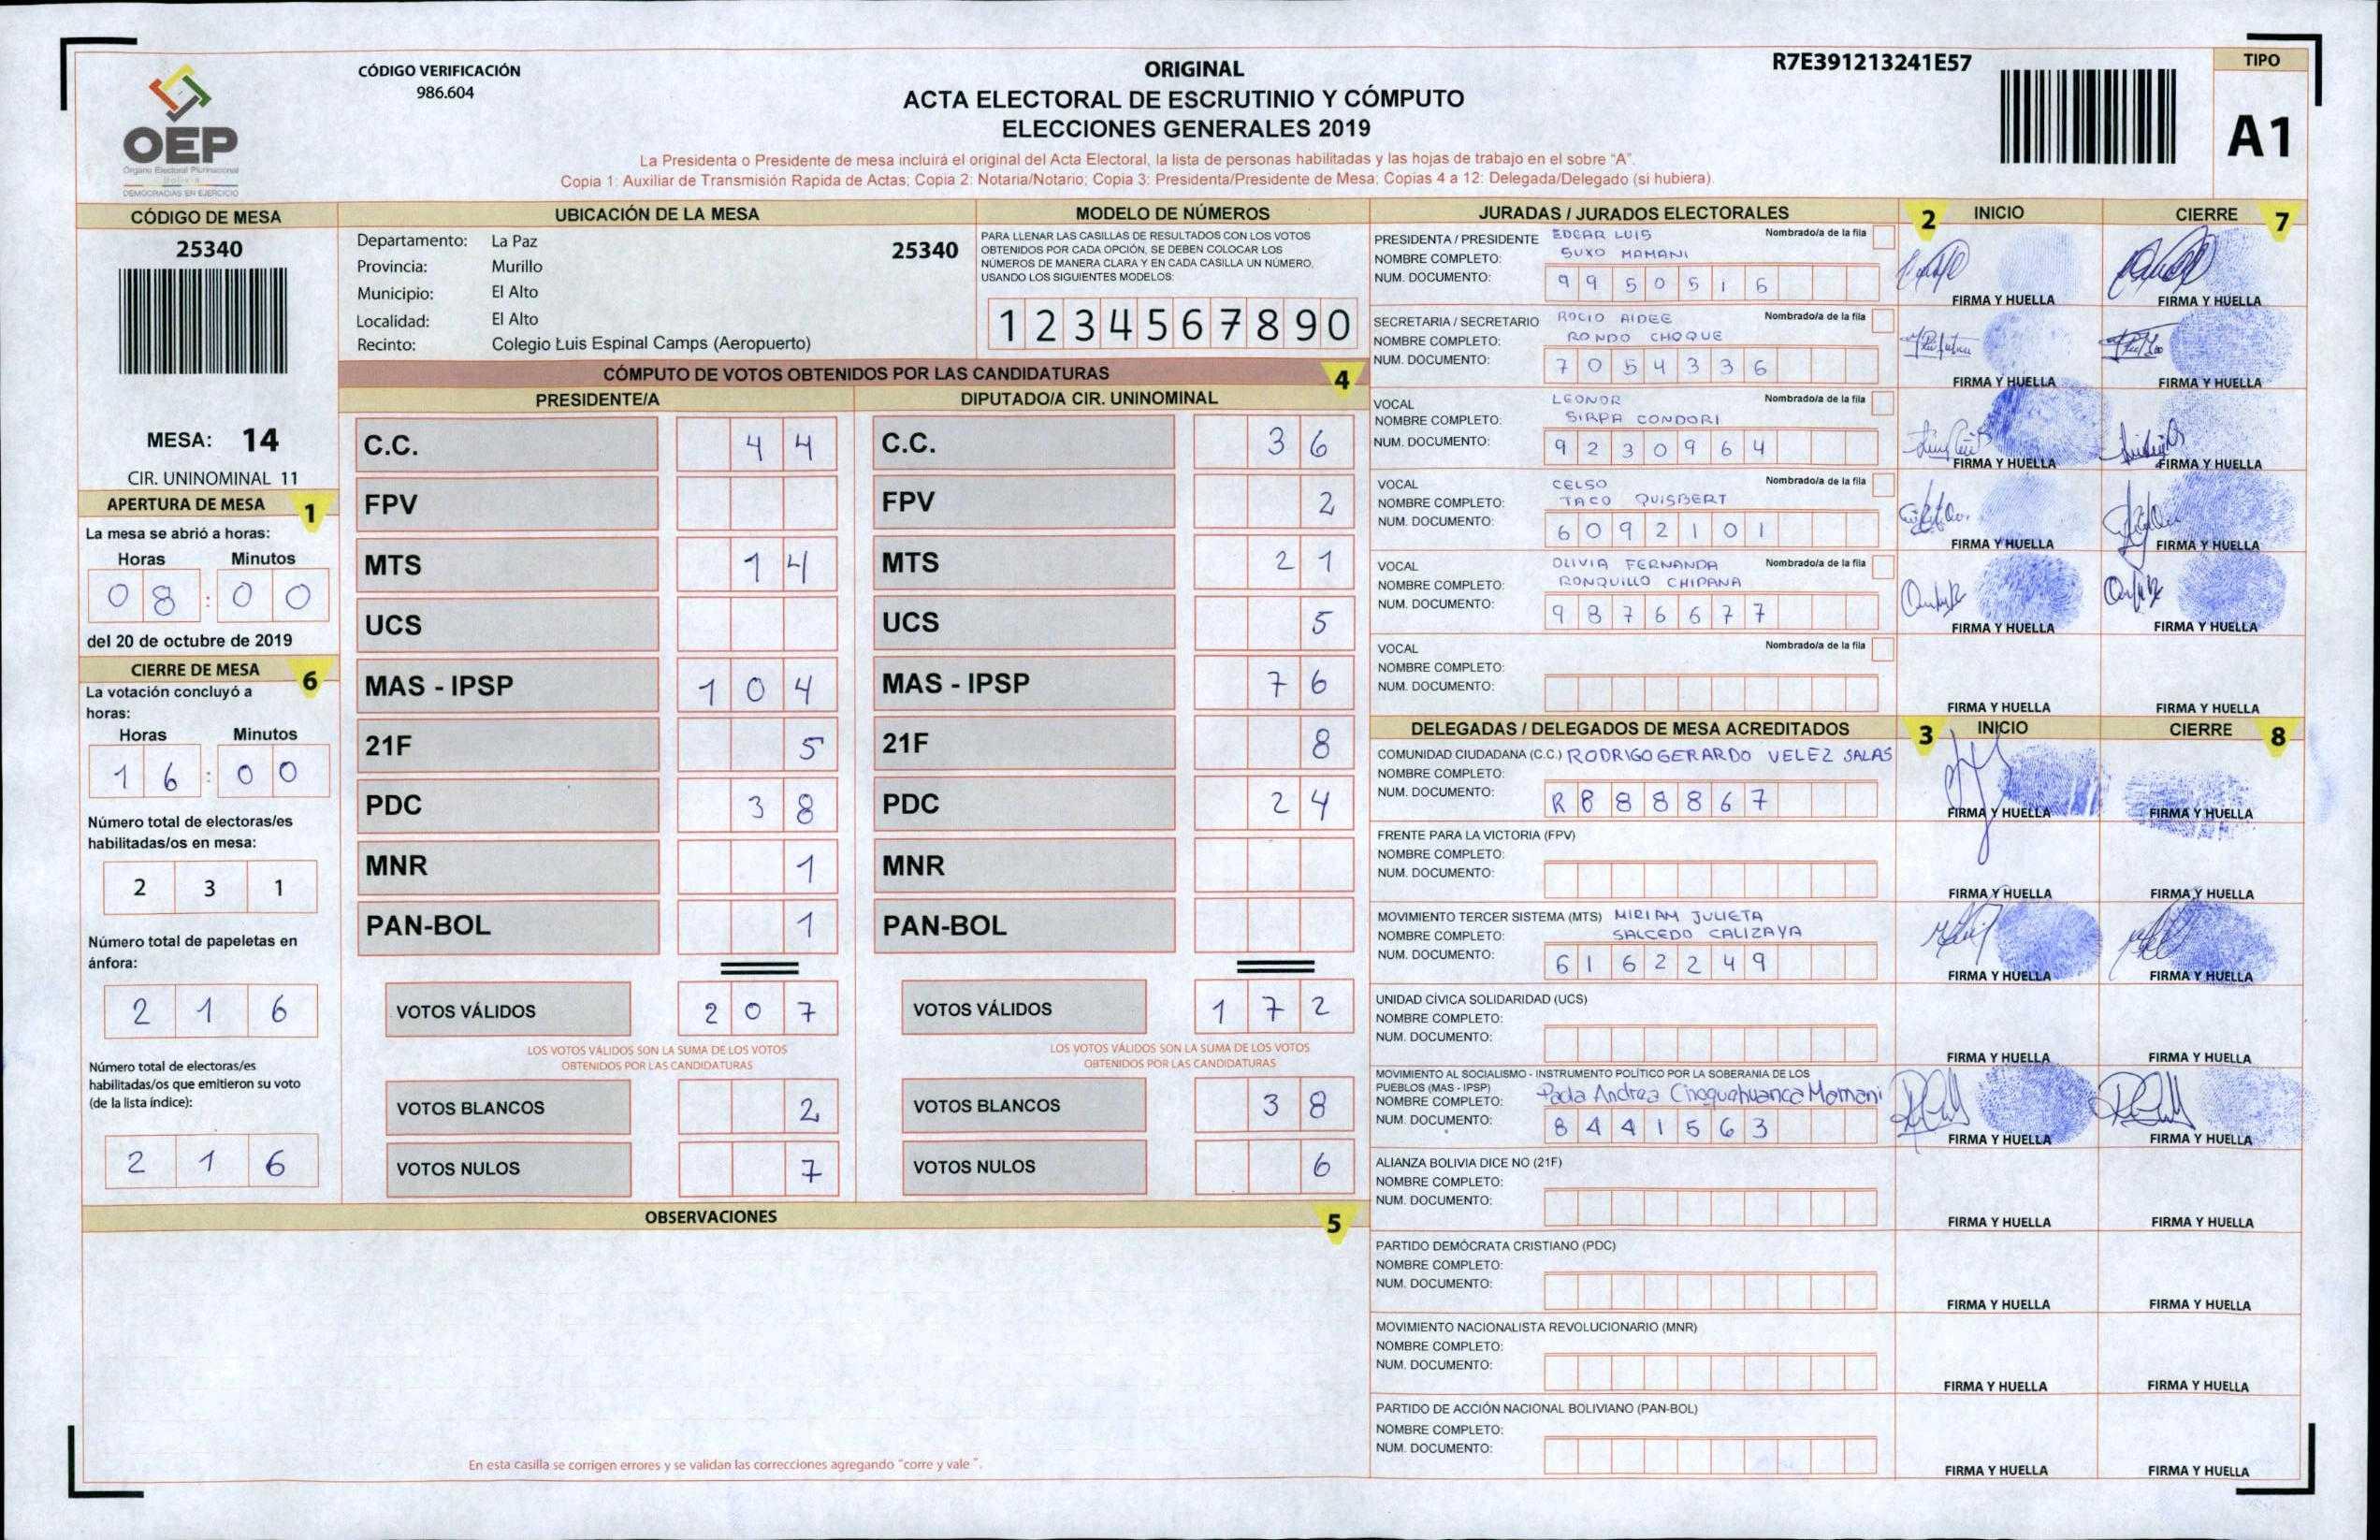 CÓDIGO VERIFICACIÓN
986.604
ORIGINAL
ACTA ELECTORAL DE ESCRUTINIO Y CÓMPUTO
ELECCIONES GENERALES 2019
La Presidenta o Presidente de mesa incluirá el original del Acta Electoral, la lista de personas habilitadas y las hojas de trabajo en el sobre "A".
Copia 1: Auxiliar de Transmisión Rapida de Actas; Copia 2: Notaria/Notario; Copia 3: Presidenta/Presidente de Mesa; Copias 4 a 12: Delegada/Delegado (si hubiera).
R7E391213241E57
TIPO
A1
OEP
Órgano Electoral Plurinacional
Bolivia
DEMOCRACIAS EN EJERCICIO
CÓDIGO DE MESA
25340
MESA: 14
CIR. UNINOMINAL 11
APERTURA DE MESA 1
La mesa se abrió a horas:
Horas Minutos
08:00
del 20 de octubre de 2019
CIERRE DE MESA 6
La votación concluyó a
horas:
Horas Minutos
16:00
Número total de electoras/es
habilitadas/os en mesa:
2 3 1
Número total de papeletas en
ánfora:
2 1 6
Número total de electoras/es
habilitadas/os que emitieron su voto
(de la lista índice):
2 1 6
UBICACIÓN DE LA MESA
Departamento: La Paz 25340
Provincia: Murillo
Municipio: El Alto
Localidad: El Alto
Recinto: Colegio Luis Espinal Camps (Aeropuerto)
MODELO DE NÚMEROS
PARA LLENAR LAS CASILLAS DE RESULTADOS CON LOS VOTOS
OBTENIDOS POR CADA OPCIÓN, SE DEBEN COLOCAR LOS
NÚMEROS DE MANERA CLARA Y EN CADA CASILLA UN NÚMERO,
USANDO LOS SIGUIENTES MODELOS:
1 2 3 4 5 6 7 8 9 0
CÓMPUTO DE VOTOS OBTENIDOS POR LAS CANDIDATURAS 4
PRESIDENTE/A
C.C. 4 4
FPV
MTS 1 4
UCS
MAS - IPSP 1 0 4
21F 5
PDC 3 8
MNR 1
PAN-BOL 1
VOTOS VÁLIDOS 2 0 7
LOS VOTOS VÁLIDOS SON LA SUMA DE LOS VOTOS
OBTENIDOS POR LAS CANDIDATURAS
VOTOS BLANCOS 2
VOTOS NULOS 7
DIPUTADO/A CIR. UNINOMINAL
C.C. 3 6
FPV 2
MTS 2 1
UCS 5
MAS - IPSP 7 6
21F 8
PDC 2 4
MNR
PAN-BOL
VOTOS VÁLIDOS 1 7 2
LOS VOTOS VÁLIDOS SON LA SUMA DE LOS VOTOS
OBTENIDOS POR LAS CANDIDATURAS
VOTOS BLANCOS 3 8
VOTOS NULOS 6
OBSERVACIONES 5
En esta casilla se corrigen errores y se validan las correcciones agregando "corre y vale ".
JURADAS / JURADOS ELECTORALES 2 INICIO CIERRE 7
PRESIDENTA / PRESIDENTE EDGAR LUIS Nombrado/a de la fila
NOMBRE COMPLETO: SUXO MAMANI
NUM. DOCUMENTO: 9 9 5 0 5 1 6
FIRMA Y HUELLA FIRMA Y HUELLA
SECRETARIA / SECRETARIO ROCIO AIDEE Nombrado/a de la fila
NOMBRE COMPLETO: RONDO CHOQUE
NUM. DOCUMENTO: 7 0 5 4 3 3 6
FIRMA Y HUELLA FIRMA Y HUELLA
VOCAL LEONOR Nombrado/a de la fila
NOMBRE COMPLETO: SIRPA CONDORI
NUM. DOCUMENTO: 9 2 3 0 9 6 4
FIRMA Y HUELLA FIRMA Y HUELLA
VOCAL CELSO Nombrado/a de la fila
NOMBRE COMPLETO: TACO QUISBERT
NUM. DOCUMENTO: 6 0 9 2 1 0 1
FIRMA Y HUELLA FIRMA Y HUELLA
VOCAL OLIVIA FERNANDA Nombrado/a de la fila
NOMBRE COMPLETO: RONQUILLO CHIPANA
NUM. DOCUMENTO: 9 8 7 6 6 7 7
FIRMA Y HUELLA FIRMA Y HUELLA
VOCAL Nombrado/a de la fila
NOMBRE COMPLETO:
NUM. DOCUMENTO:
FIRMA Y HUELLA FIRMA Y HUELLA
DELEGADAS / DELEGADOS DE MESA ACREDITADOS 3 INICIO CIERRE 8
COMUNIDAD CIUDADANA (C.C.) RODRIGO GERARDO VELEZ SALAS
NOMBRE COMPLETO:
NUM. DOCUMENTO: R 8 8 8 8 6 7
FIRMA Y HUELLA FIRMA Y HUELLA
FRENTE PARA LA VICTORIA (FPV)
NOMBRE COMPLETO:
NUM. DOCUMENTO:
FIRMA Y HUELLA FIRMA Y HUELLA
MOVIMIENTO TERCER SISTEMA (MTS) MIRIAM JULIETA
NOMBRE COMPLETO: SALCEDO CALIZAYA
NUM. DOCUMENTO: 6 1 6 2 2 4 9
FIRMA Y HUELLA FIRMA Y HUELLA
UNIDAD CÍVICA SOLIDARIDAD (UCS)
NOMBRE COMPLETO:
NUM. DOCUMENTO:
FIRMA Y HUELLA FIRMA Y HUELLA
MOVIMIENTO AL SOCIALISMO - INSTRUMENTO POLÍTICO POR LA SOBERANIA DE LOS
PUEBLOS (MAS - IPSP)
NOMBRE COMPLETO: Andrea Choquehuanca Mamani
NUM. DOCUMENTO: 8 4 4 1 5 6 3
FIRMA Y HUELLA FIRMA Y HUELLA
ALIANZA BOLIVIA DICE NO (21F)
NOMBRE COMPLETO:
NUM. DOCUMENTO:
FIRMA Y HUELLA FIRMA Y HUELLA
PARTIDO DEMÓCRATA CRISTIANO (PDC)
NOMBRE COMPLETO:
NUM. DOCUMENTO:
FIRMA Y HUELLA FIRMA Y HUELLA
MOVIMIENTO NACIONALISTA REVOLUCIONARIO (MNR)
NOMBRE COMPLETO:
NUM. DOCUMENTO:
FIRMA Y HUELLA FIRMA Y HUELLA
PARTIDO DE ACCIÓN NACIONAL BOLIVIANO (PAN-BOL)
NOMBRE COMPLETO:
NUM. DOCUMENTO:
FIRMA Y HUELLA FIRMA Y HUELLA